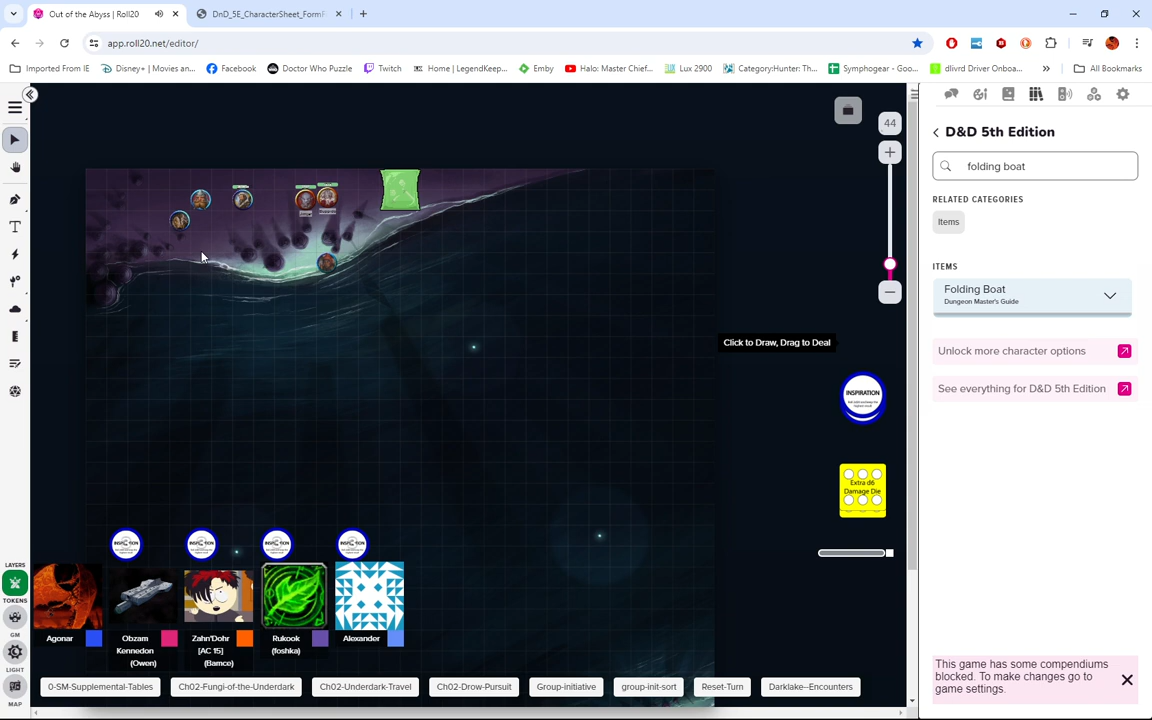 Out of the Abyss | Roll20
DnD_5E_CharacterSheet_FormF
app.roll20.net/editor/
Imported From IE
Disney+ | Movies an...
Facebook
Doctor Who Puzzle
Twitch
Home | LegendKeep...
Emby
Halo: Master Chief...
Lux 2900
Category:Hunter: Th...
Symphogear - Goo...
dlivrd Driver Onboa...
»
All Bookmarks
44
D&D 5th Edition
folding boat
RELATED CATEGORIES
Items
ITEMS
Folding Boat
Dungeon Master's Guide
Click to Draw, Drag to Deal
Unlock more character options
See everything for D&D 5th Edition
INSPIRATION
Extra d6
Damage Die
LAYERS
TOKENS
GM
LIGHT
MAP
Agonar
Obzam
Kennedon
(Owen)
Zahn'Dohr
[AC 15]
(Bamce)
Rukook
(foshka)
Alexander
0-SM-Supplemental-Tables
Ch02-Fungi-of-the-Underdark
Ch02-Underdark-Travel
Ch02-Drow-Pursuit
Group-initiative
group-init-sort
Reset-Turn
Darklake--Encounters
This game has some compendiums
blocked. To make changes go to
game settings.